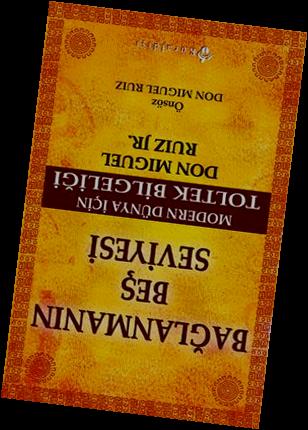 BAĞLANMANIN
BEŞ
SEVİYESİ
MODERN DÜNYA İÇİN
TOLTEK BİLGELİĞİ
DON MIGUEL
RUIZ JR.
Önsöz
DON MIGUEL RUIZ
Kuraldışı